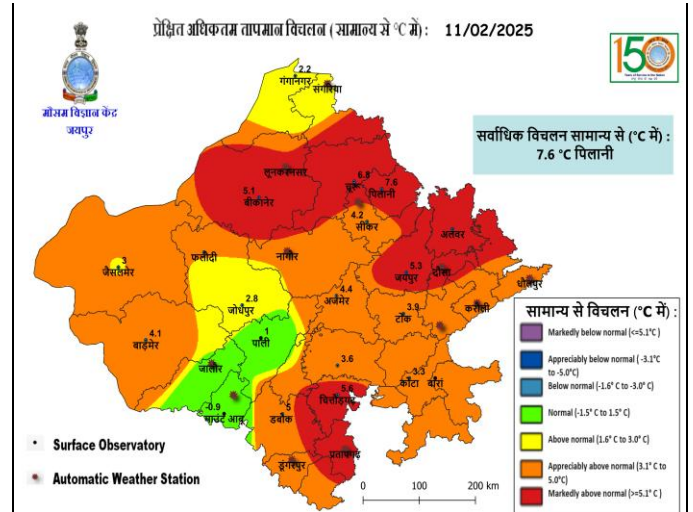 प्रेक्षित अधिकतम तापमान विचलन ( सामान्य से °C में) : 11/02/2025
मौसम विज्ञान केंद्र
जयपुर
150
सर्वाधिक विचलन सामान्य से (°C में) :
7.6 °C पिलानी
2.2
गंगानगर
संगरिया
लूनकरनसर
5.1
बीकानेर
6.8
चूरू
7.6
पिलानी
4.2
सीकर
अलवर
3
जैसलमेर
फलौदी
नागौर
5.3
जयपुर
दौसा
धौलपुर
2.8
जोधपुर
4.4
अजमेर
3.9
टोंक
करौली
4.1
बाड़मेर
1
पाली
जालौर
3.6
3.3
कोटा
बारां
-0.9
माउंट आबू
5
डबोक
5.6
चित्तौड़गढ़
प्रतापगढ़
डूंगरपुर
सामान्य से विचलन (°C में) :
Markedly below normal (<=5.1°C )
Appreciably below normal ( -3.1°C
to -5.0°C)
Below normal (-1.6° C to -3.0° C)
Normal (-1.5° C to 1.5° C)
Above normal (1.6° C to 3.0° C)
Appreciably above normal (3.1° C to
5.0°C)
Markedly above normal (>=5.1° C )
• Surface Observatory
Automatic Weather Station
0 100 200 km